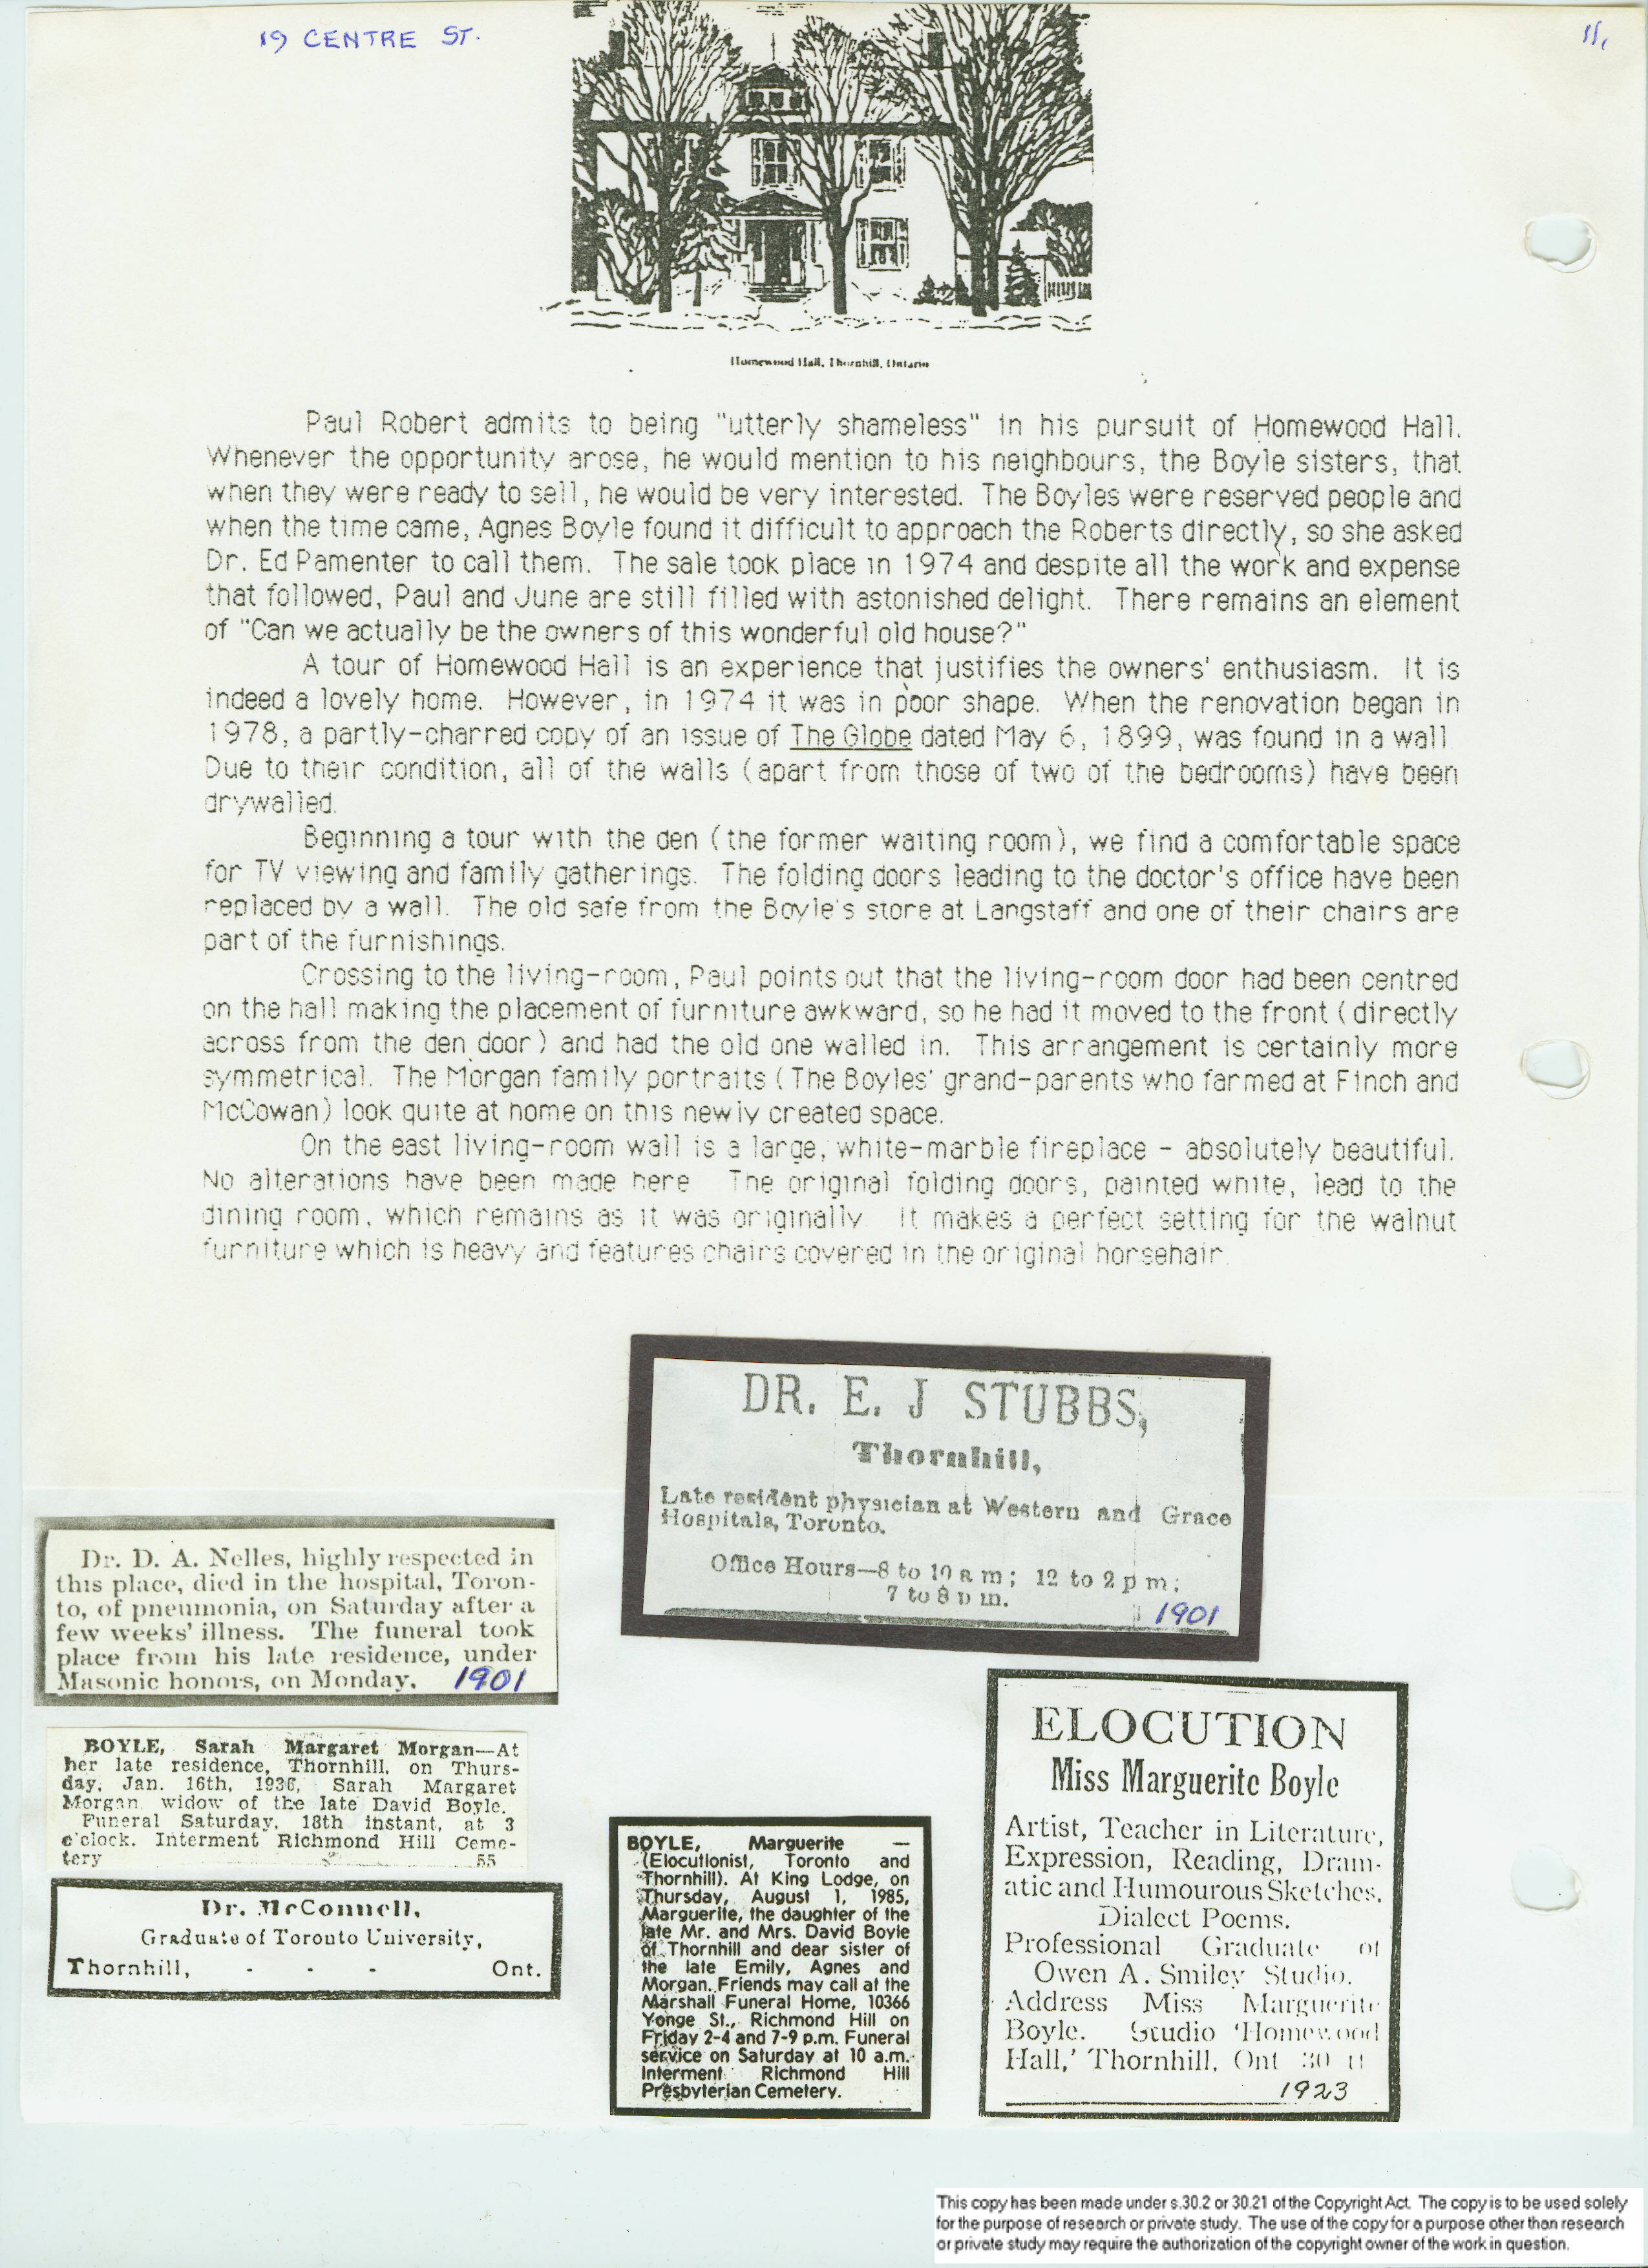 19 CENTRE ST.
11,
Homewood Hall, Thornhill, Ontario
Paul Robert admits to being "utterly shameless" in his pursuit of Homewood Hall.
Whenever the opportunity arose, he would mention to his neighbours, the Boyle sisters, that
when they were ready to sell, he would be very interested. The Boyles were reserved people and
when the time came, Agnes Boyle found it difficult to approach the Roberts directly, so she asked
Dr. Ed Pamenter to call them. The sale took place in 1974 and despite all the work and expense
that followed, Paul and June are still filled with astonished delight. There remains an element
of "Can we actually be the owners of this wonderful old house?"
A tour of Homewood Hall is an experience that justifies the owners' enthusiasm. It is
indeed a lovely home. However, in 1974 it was in poor shape. When the renovation began in
1978, a partly-charred copy of an issue of The Globe dated May 6, 1899, was found in a wall.
Due to their condition, all of the walls (apart from those of two of the bedrooms) have been
drywalled.
Beginning a tour with the den (the former waiting room), we find a comfortable space
for TV viewing and family gatherings. The folding doors leading to the doctor's office have been
replaced by a wall. The old safe from the Boyle's store at Langstaff and one of their chairs are
part of the furnishings.
Crossing to the living-room, Paul points out that the living-room door had been centred
on the hall making the placement of furniture awkward, so he had it moved to the front (directly
across from the den door) and had the old one walled in. This arrangement is certainly more
symmetrical. The Morgan family portraits (The Boyles' grand-parents who farmed at Finch and
McCowan) look quite at home on this newly created space.
On the east living-room wall is a large, white-marble fireplace - absolutely beautiful.
No alterations have been made here. The original folding doors, painted white, lead to the
dining room, which remains as it was originally. It makes a perfect setting for the walnut
furniture which is heavy and features chairs covered in the original horsehair.
DR. E. J STUBBS,
Thornhill,
Late resident physician at Western and Grace
Hospitals, Toronto.
Office Hours—8 to 10 a m; 12 to 2 p m;
7 to 8 p m.
1901
Dr. D. A. Nelles, highly respected in
this place, died in the hospital, Toron-
to, of pneumonia, on Saturday after a
few weeks' illness. The funeral took
place from his late residence, under
Masonic honors, on Monday. 1901
BOYLE, Sarah Margaret Morgan—At
her late residence, Thornhill, on Thurs-
day, Jan. 16th, 1936, Sarah Margaret
Morgan, widow of the late David Boyle.
Funeral Saturday, 18th instant, at 3
o'clock. Interment Richmond Hill Ceme-
tery 55
Dr. McConnell,
Graduate of Toronto University,
Thornhill, - - - Ont.
BOYLE, Marguerite —
(Elocutionist, Toronto and
Thornhill). At King Lodge, on
Thursday, August 1, 1985,
Marguerite, the daughter of the
late Mr. and Mrs. David Boyle
of Thornhill and dear sister of
the late Emily, Agnes and
Morgan. Friends may call at the
Marshall Funeral Home, 10366
Yonge St., Richmond Hill on
Friday 2-4 and 7-9 p.m. Funeral
service on Saturday at 10 a.m.
Interment Richmond Hill
Presbyterian Cemetery.
ELOCUTION
Miss Marguerite Boyle
Artist, Teacher in Literature,
Expression, Reading, Dram-
atic and Humourous Sketches,
Dialect Poems.
Professional Graduate of
Owen A. Smiley Studio.
Address Miss Marguerite
Boyle. Studio 'Homewood
Hall,' Thornhill, Ont 30 tf
1923
This copy has been made under s.30.2 or 30.21 of the Copyright Act. The copy is to be used solely
for the purpose of research or private study. The use of the copy for a purpose other than research
or private study may require the authorization of the copyright owner of the work in question.